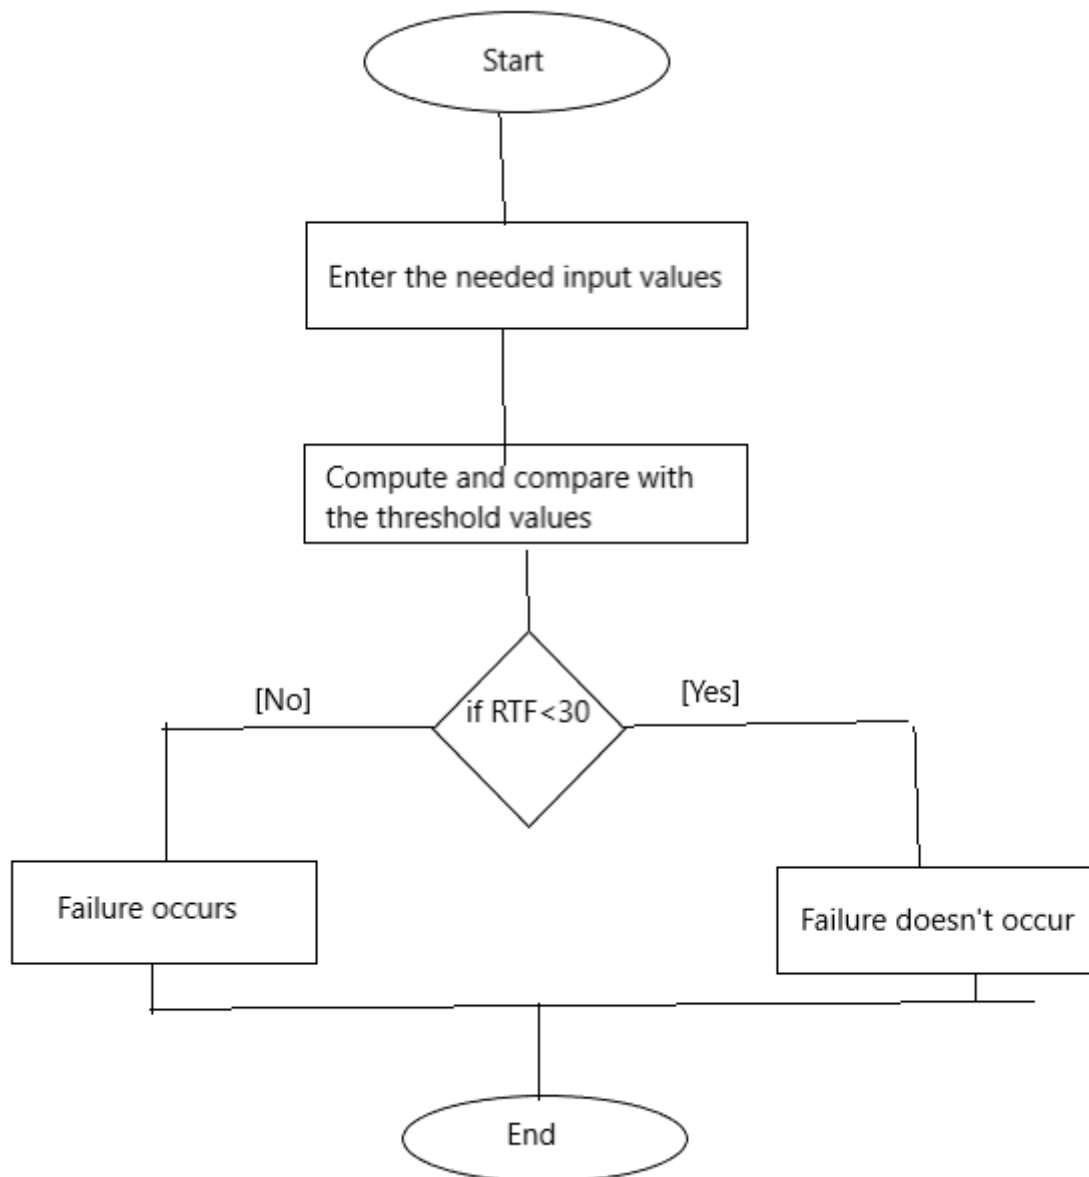 Start
Enter the needed input values
Compute and compare with
the threshold values
if RTF<30
[No]
[Yes]
Failure occurs
Failure doesn't occur
End